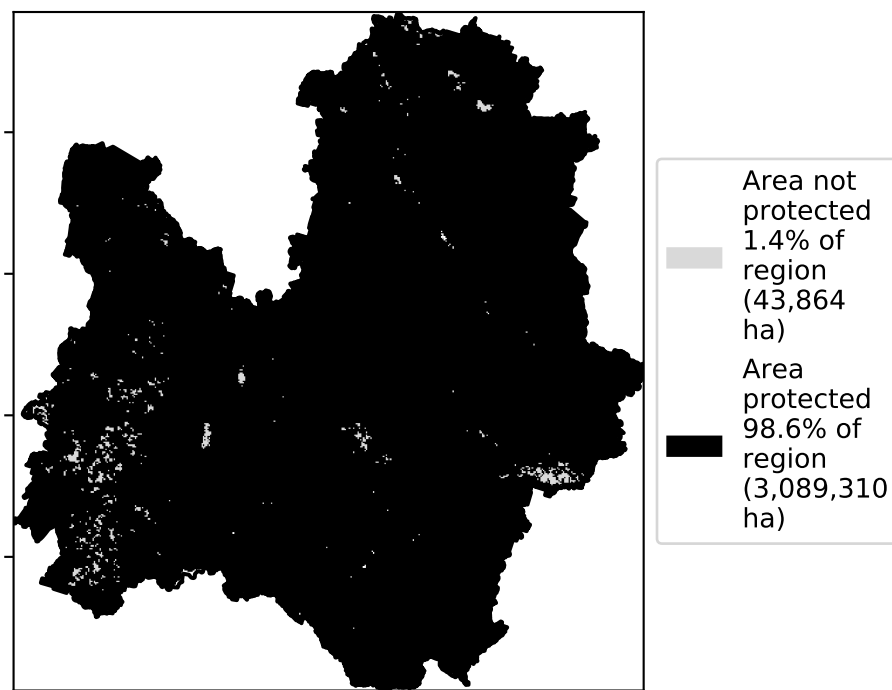 Area not
protected
1.4% of
region
(43,864
ha)
Area
protected
98.6% of
region
(3,089,310
ha)